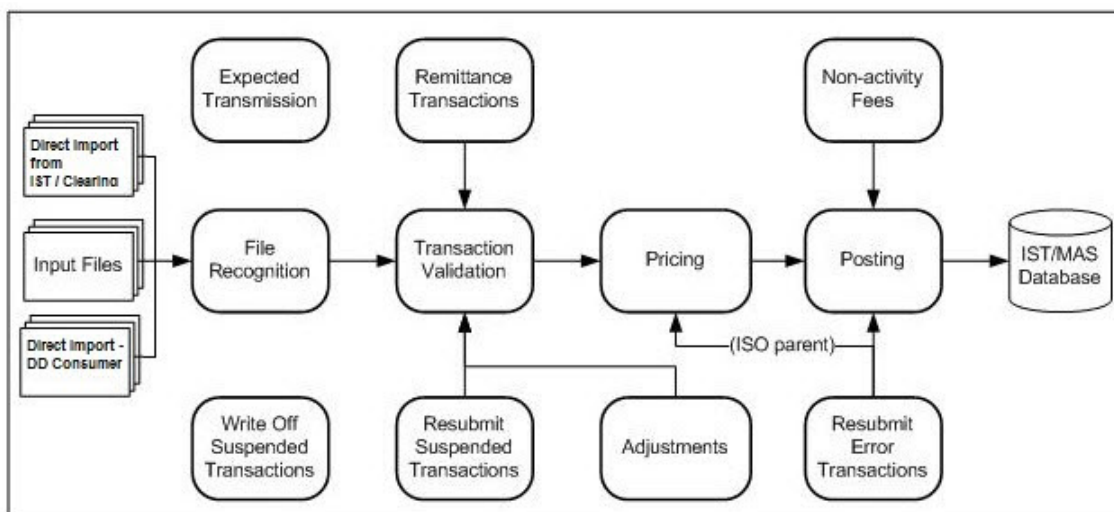 Expected
Transmission
Remittance
Transactions
Non-activity
Fees
Direct Import
from
IST / Clearing
Input Files
Direct Import -
DD Consumer
File
Recognition
Transaction
Validation
Pricing
Posting
IST/MAS
Database
(ISO parent)
Write Off
Suspended
Transactions
Resubmit
Suspended
Transactions
Adjustments
Resubmit
Error
Transactions